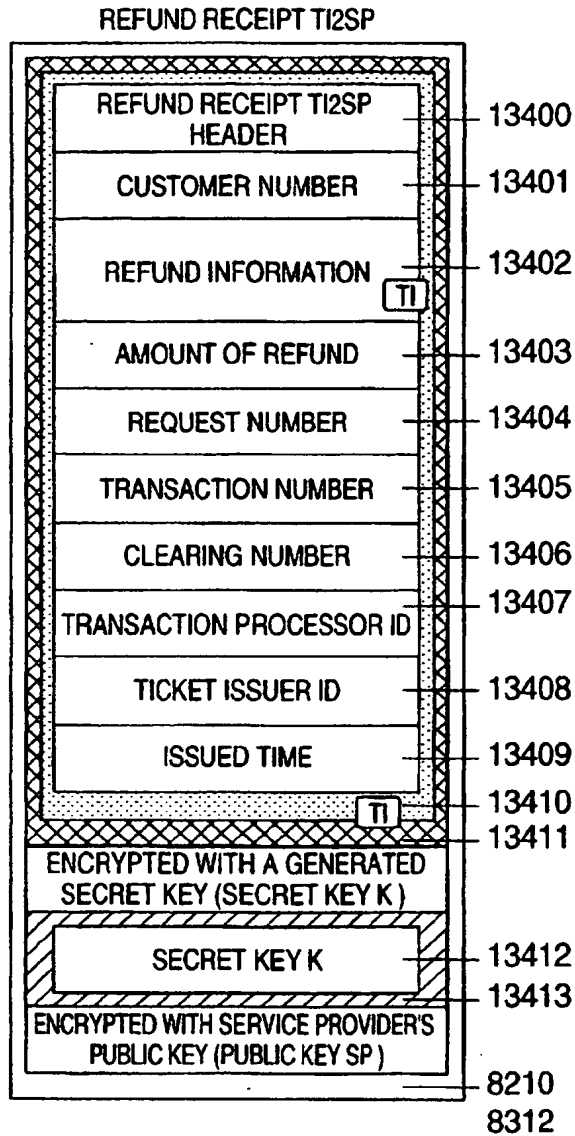 REFUND RECEIPT TI2SP
REFUND RECEIPT TI2SP
HEADER
13400
CUSTOMER NUMBER
13401
REFUND INFORMATION
13402
TI
AMOUNT OF REFUND
13403
REQUEST NUMBER
13404
TRANSACTION NUMBER
13405
CLEARING NUMBER
13406
13407
TRANSACTION PROCESSOR ID
TICKET ISSUER ID
13408
ISSUED TIME
13409
TI
13410
13411
ENCRYPTED WITH A GENERATED
SECRET KEY (SECRET KEY K)
SECRET KEY K
13412
13413
ENCRYPTED WITH SERVICE PROVIDER'S
PUBLIC KEY (PUBLIC KEY SP)
8210
8312